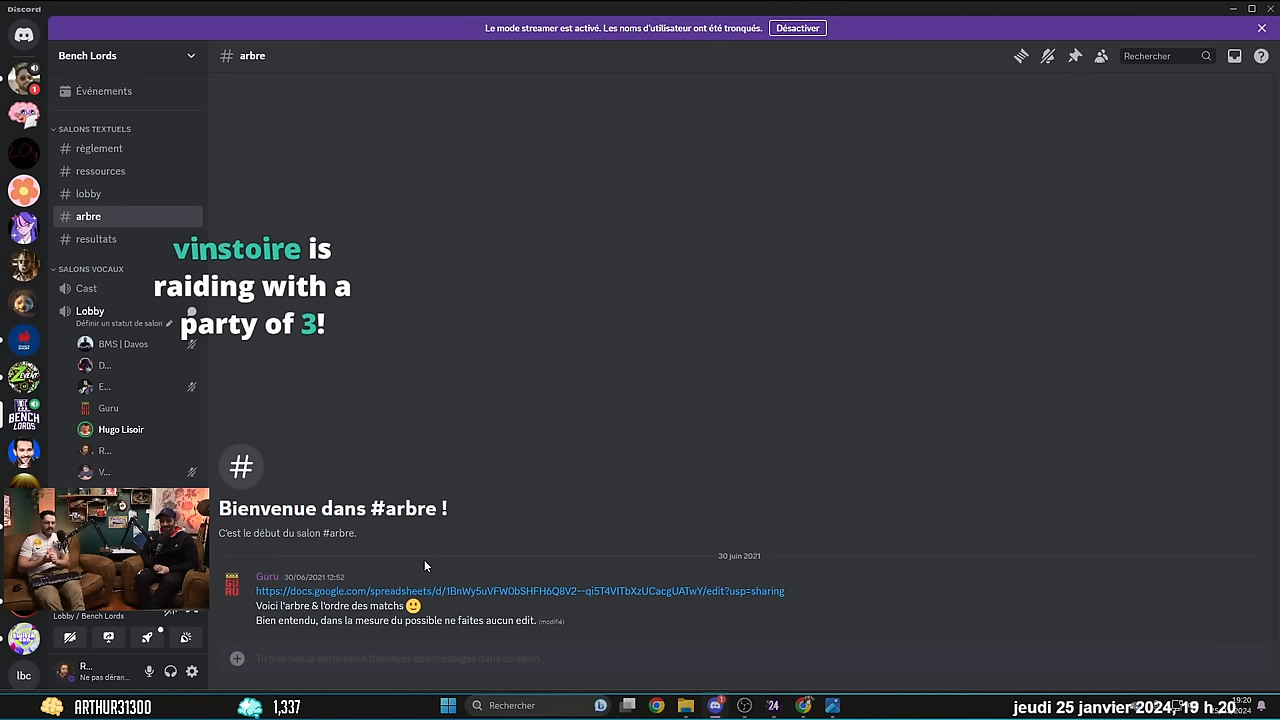 Discord
Le mode streamer est activé. Les noms d'utilisateur ont été tronqués. Désactiver
Bench Lords
arbre
Rechercher
Événements
SALONS TEXTUELS
règlement
ressources
lobby
arbre
resultats
vinstoire is
raiding with a
party of 3!
SALONS VOCAUX
Cast
Lobby
Définir un statut de salon
BMS | Davos
D...
E...
Guru
Hugo Lisoir
R...
V...
BENCH
LORDS
Bienvenue dans #arbre !
C'est le début du salon #arbre.
30 juin 2021
Guru 30/06/2021 12:52
https://docs.google.com/spreadsheets/d/1BnWy5uVFW0bSHFH6Q8V2--qi5T4VITbXzUCacgUATwY/edit?usp=sharing
Voici l'arbre & l'ordre des matchs
Bien entendu, dans la mesure du possible ne faites aucun edit. (modifié)
Lobby / Bench Lords
Tu n'as pas la permission d'envoyer des messages dans ce salon.
R...
Ne pas déran...
lbc
ARTHUR31300
1,337
Rechercher
19:20
jeudi 25 janvier 2024, 19 h 20